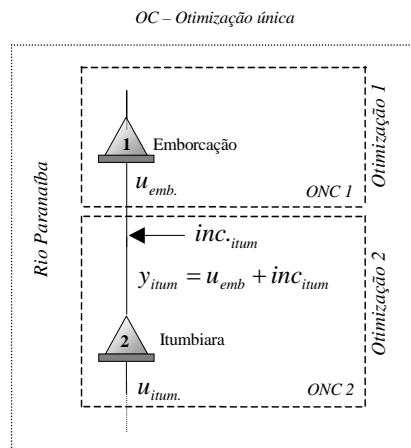 OC – Otimização única
Rio Paranaíba
1
Emborcação
u_emb.
ONC 1
Otimização 1
inc._itum
y_itum = u_emb + inc_itum
2
Itumbiara
u_itum.
ONC 2
Otimização 2